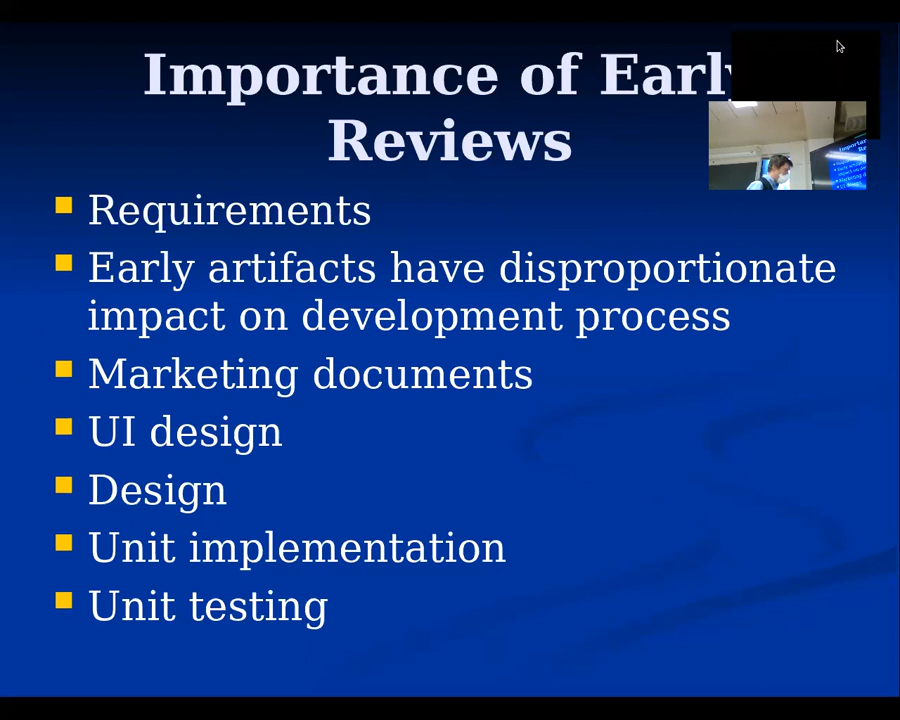 Importance of Early
Reviews
Requirements
Early artifacts have disproportionate
impact on development process
Marketing documents
UI design
Design
Unit implementation
Unit testing